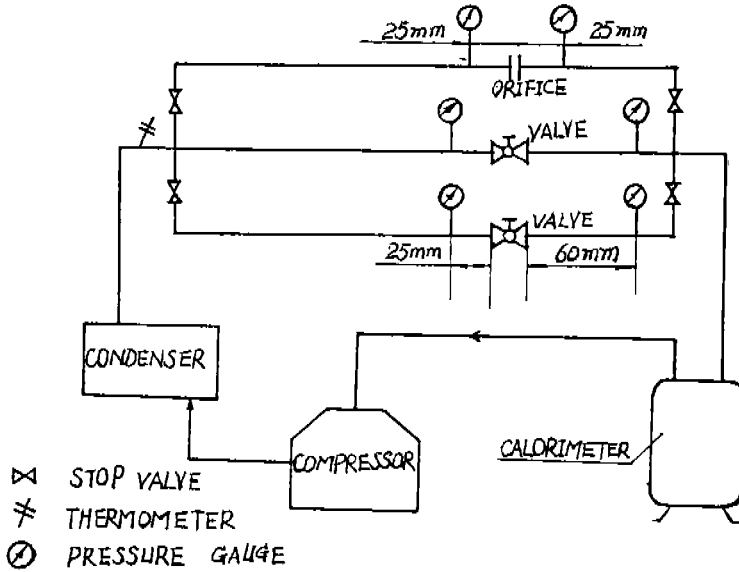 25mm 25mm
ORIFICE
VALVE
VALVE
25mm 60mm
CONDENSER
COMPRESSOR
CALORIMETER
STOP VALVE
THERMOMETER
PRESSURE GAUGE